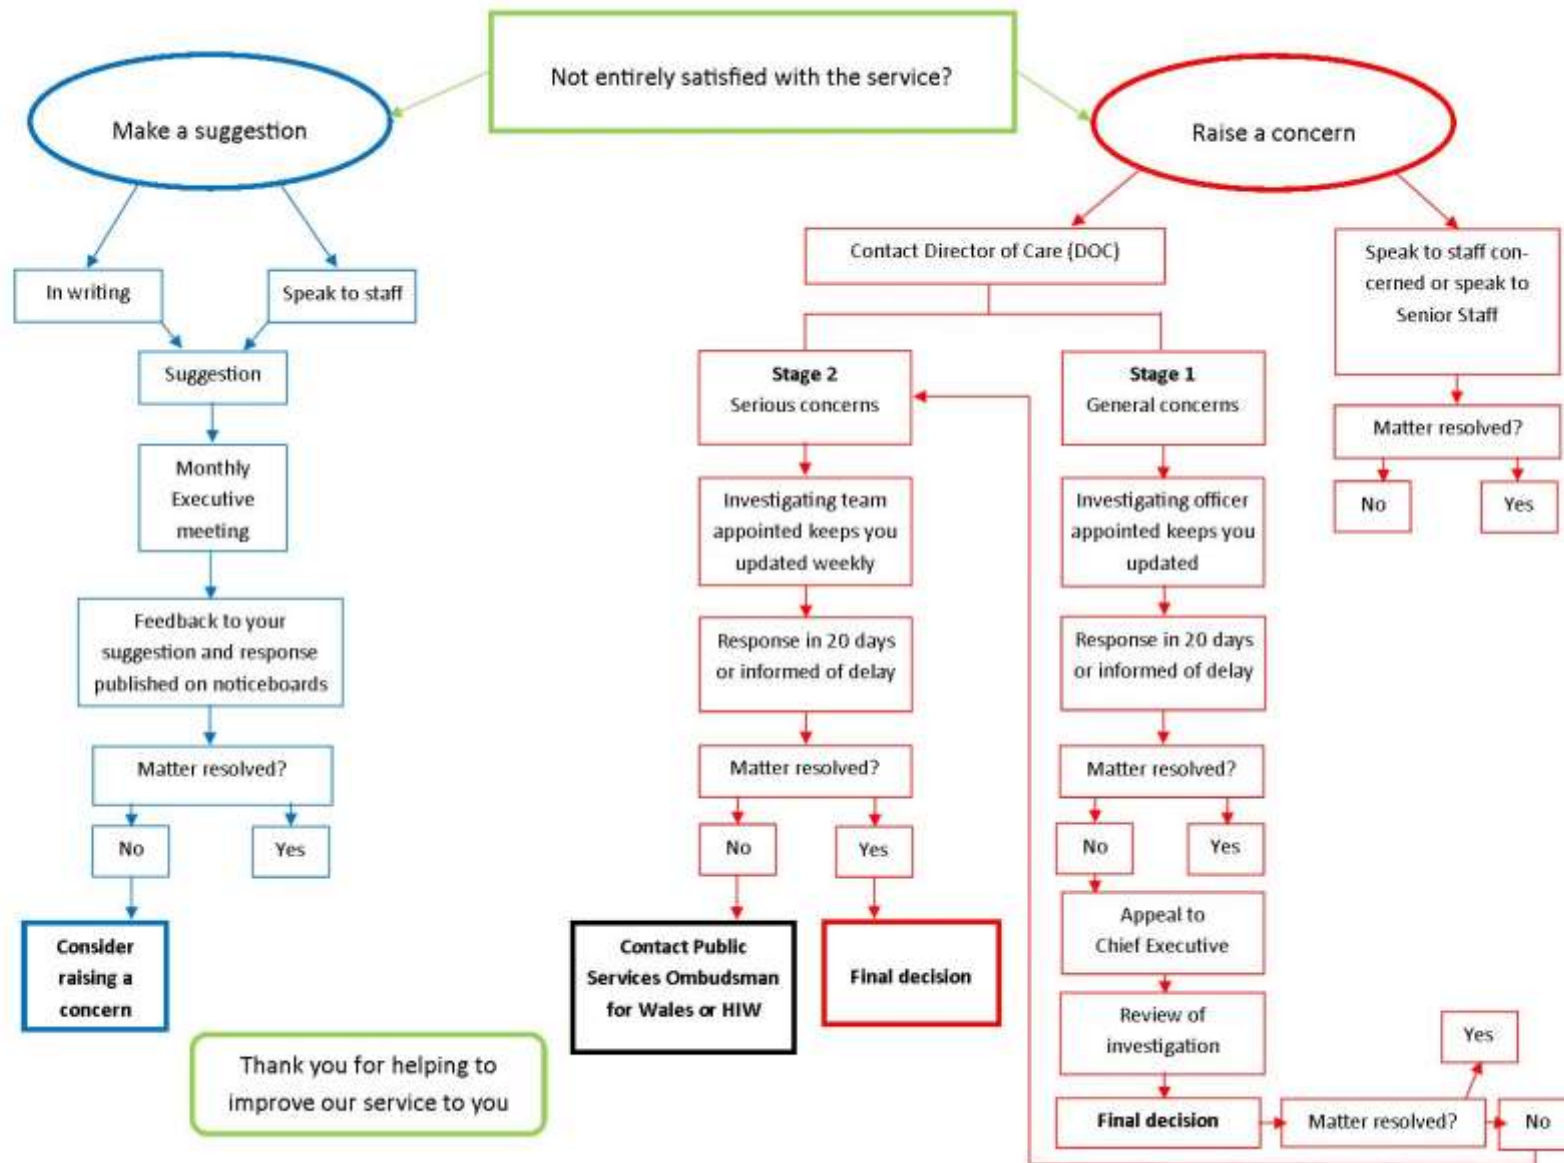 Not entirely satisfied with the service?
Make a suggestion
Raise a concern
In writing
Speak to staff
Suggestion
Monthly
Executive
meeting
Feedback to your
suggestion and response
published on noticeboards
Matter resolved?
No
Yes
Consider
raising a
concern
Thank you for helping to
improve our service to you
Contact Director of Care (DOC)
Stage 2
Serious concerns
Investigating team
appointed keeps you
updated weekly
Response in 20 days
or informed of delay
Matter resolved?
No
Yes
Contact Public
Services Ombudsman
for Wales or HIW
Final decision
Stage 1
General concerns
Investigating officer
appointed keeps you
updated
Response in 20 days
or informed of delay
Matter resolved?
No
Yes
Appeal to
Chief Executive
Review of
investigation
Final decision
Matter resolved?
Yes
No
Speak to staff con-
cerned or speak to
Senior Staff
Matter resolved?
No
Yes